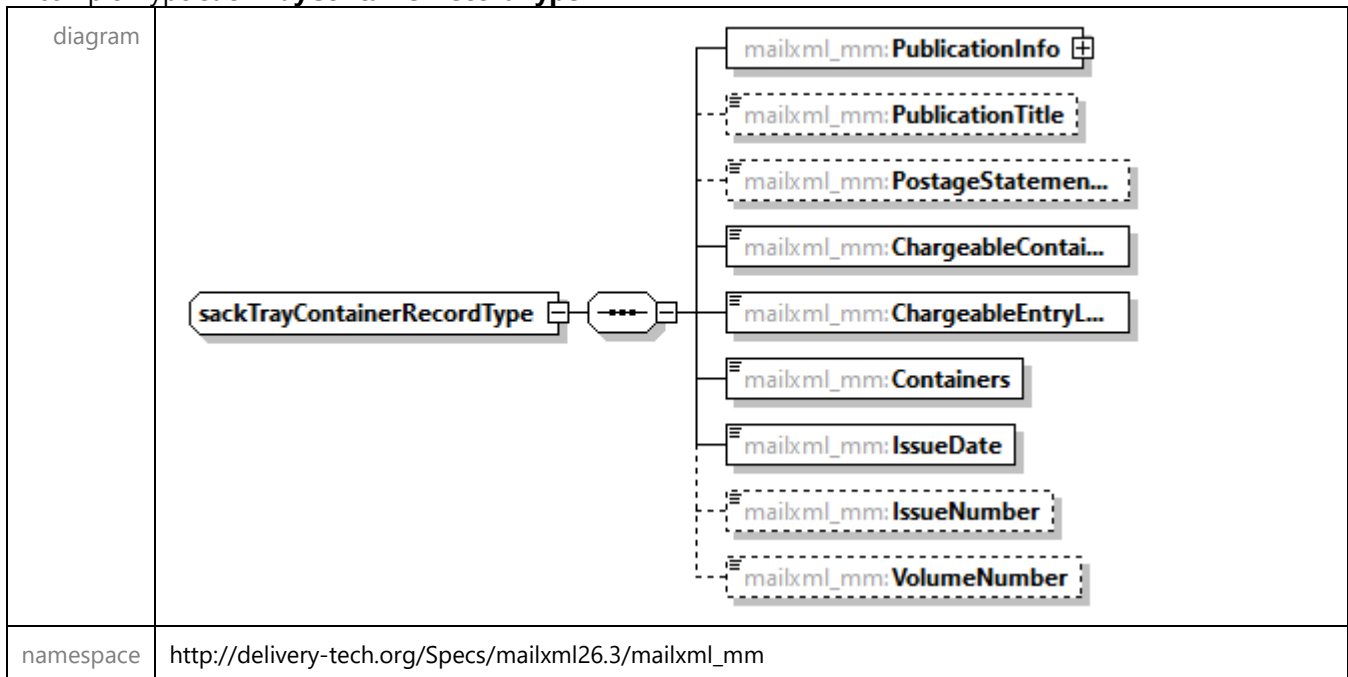 diagram
mailxml_mm:PublicationInfo
mailxml_mm:PublicationTitle
mailxml_mm:PostageStatemen...
mailxml_mm:ChargeableContai...
sackTrayContainerRecordType
mailxml_mm:ChargeableEntryL...
mailxml_mm:Containers
mailxml_mm:IssueDate
mailxml_mm:IssueNumber
mailxml_mm:VolumeNumber
namespace http://delivery-tech.org/Specs/mailxml26.3/mailxml_mm